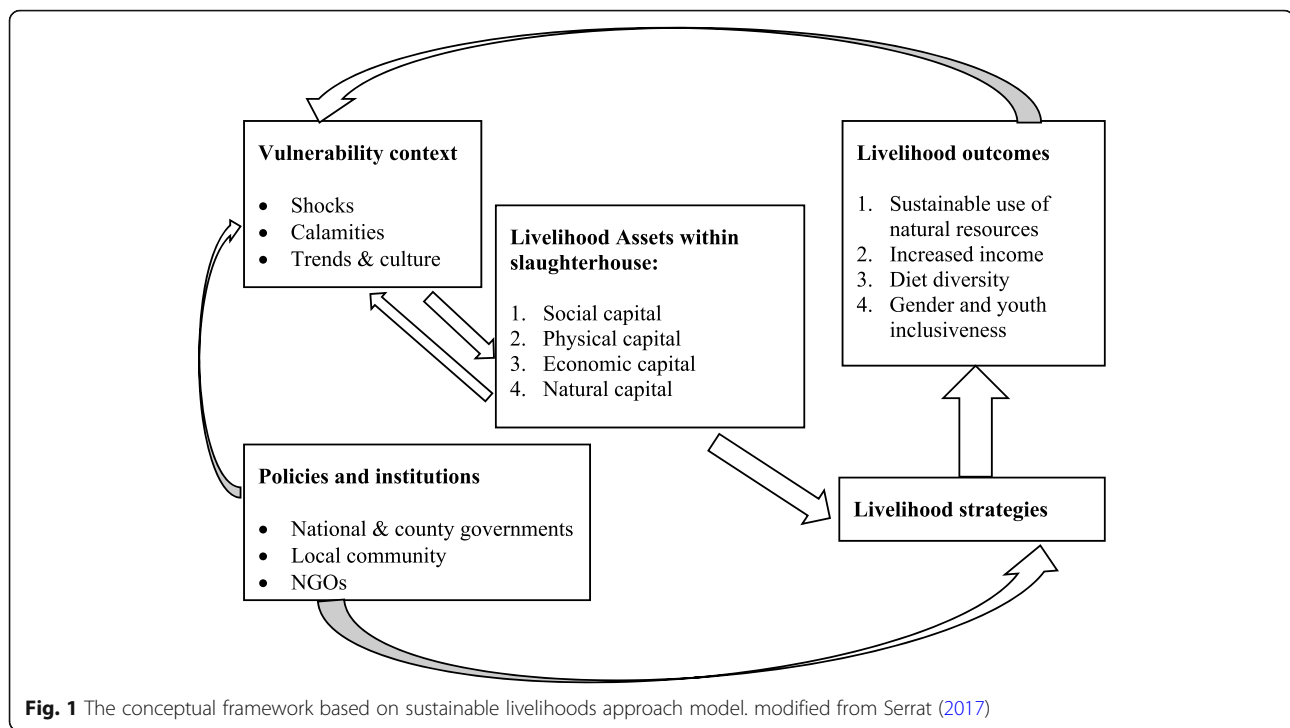 Vulnerability context
• Shocks
• Calamities
• Trends & culture
Livelihood Assets within
slaughterhouse:
1. Social capital
2. Physical capital
3. Economic capital
4. Natural capital
Livelihood outcomes
1. Sustainable use of
natural resources
2. Increased income
3. Diet diversity
4. Gender and youth
inclusiveness
Policies and institutions
• National & county governments
• Local community
• NGOs
Livelihood strategies
Fig. 1 The conceptual framework based on sustainable livelihoods approach model. modified from Serrat (2017)